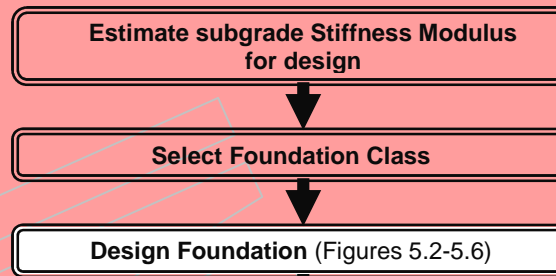 Estimate subgrade Stiffness Modulus
for design
Select Foundation Class
Design Foundation (Figures 5.2-5.6)